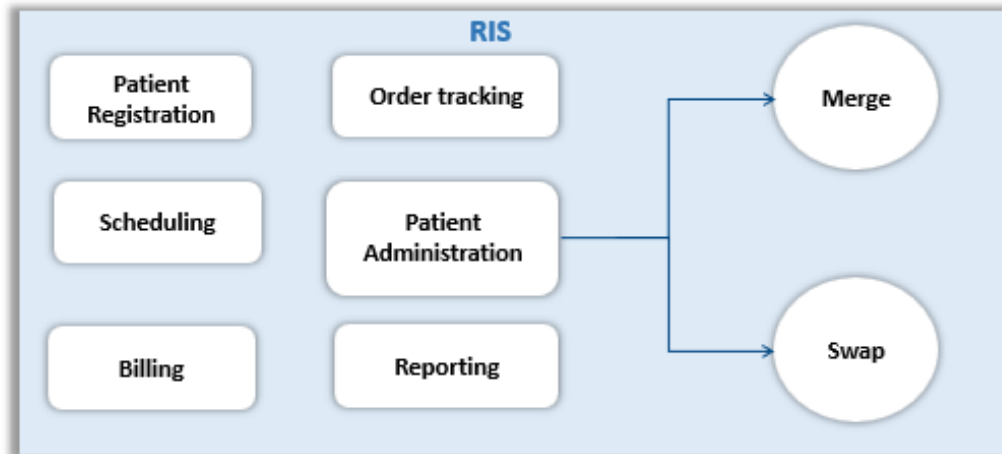 RIS
Patient
Registration
Order tracking
Merge
Scheduling
Patient
Administration
Billing
Reporting
Swap